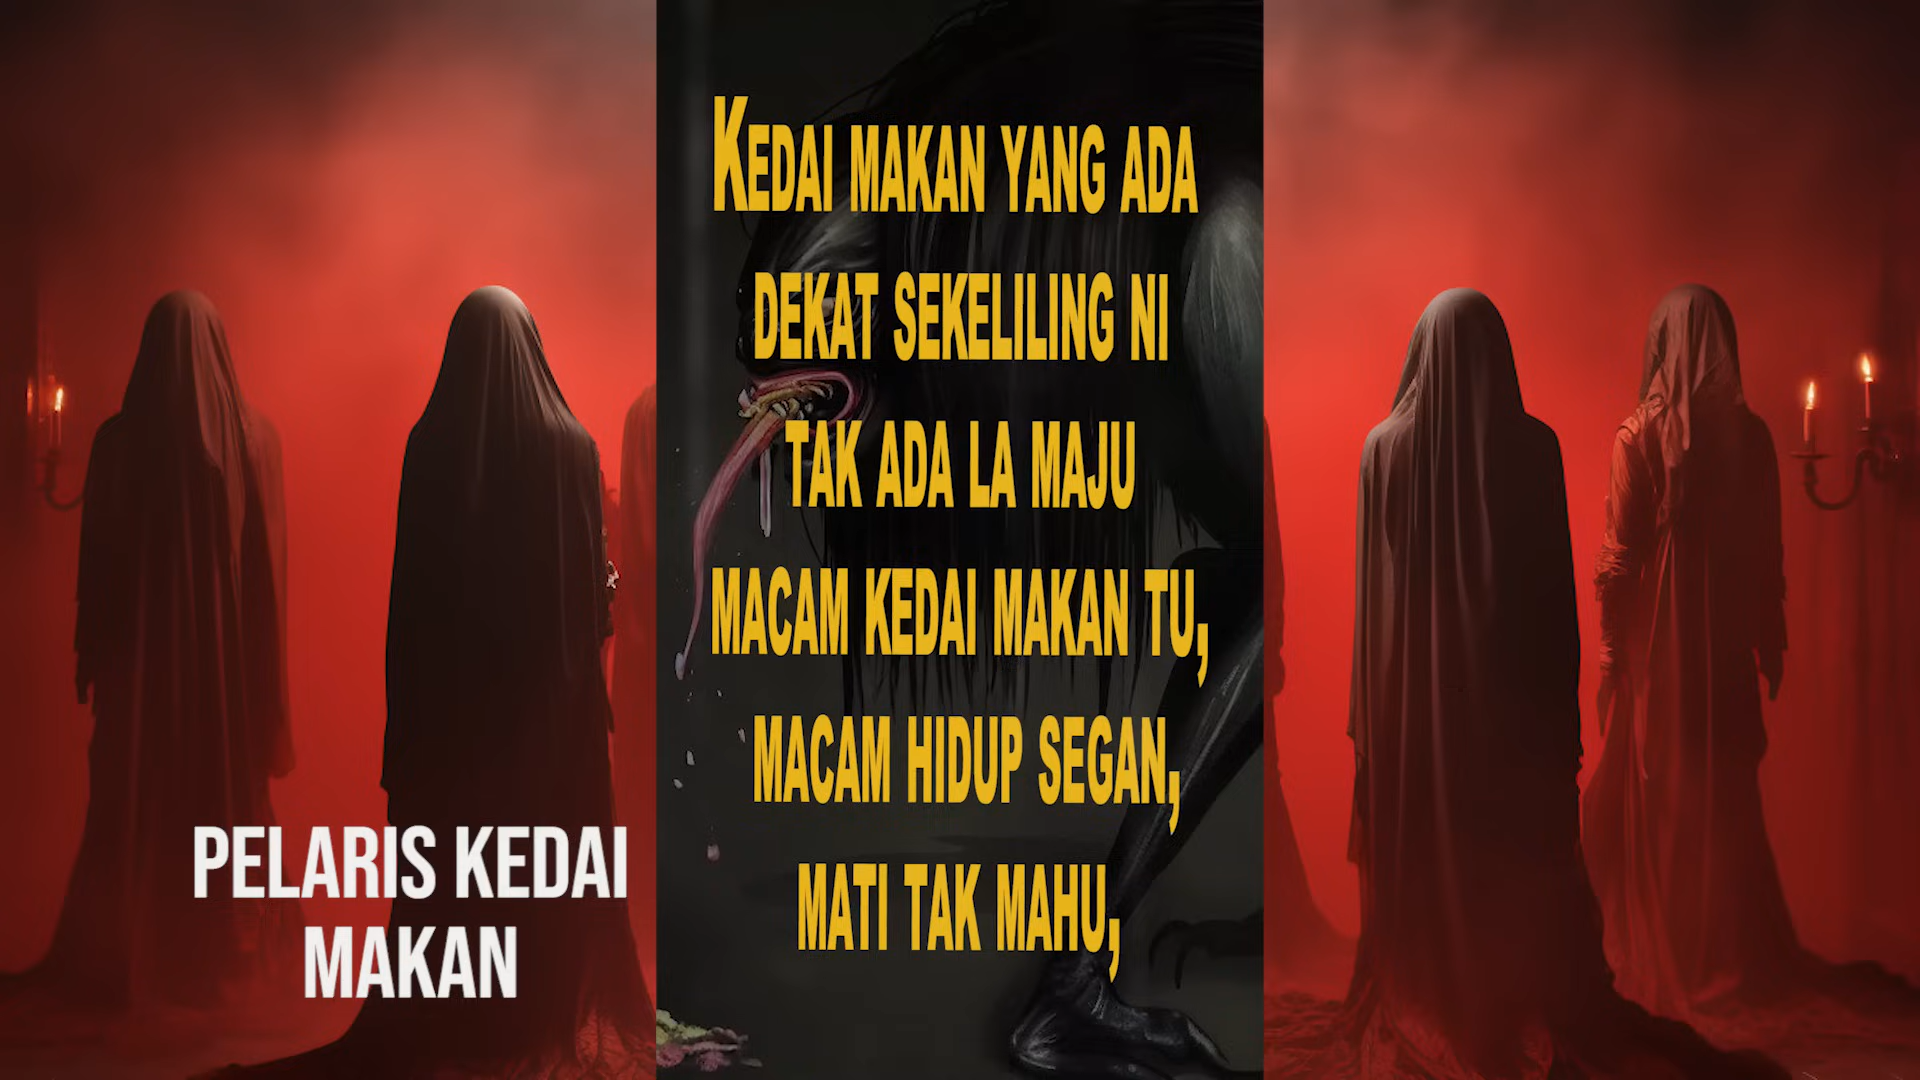 KEDAI MAKAN YANG ADA
DEKAT SEKELILING NI
TAK ADA LA MAJU
MACAM KEDAI MAKAN TU,
MACAM HIDUP SEGAN,
MATI TAK MAHU,
PELARIS KEDAI
MAKAN